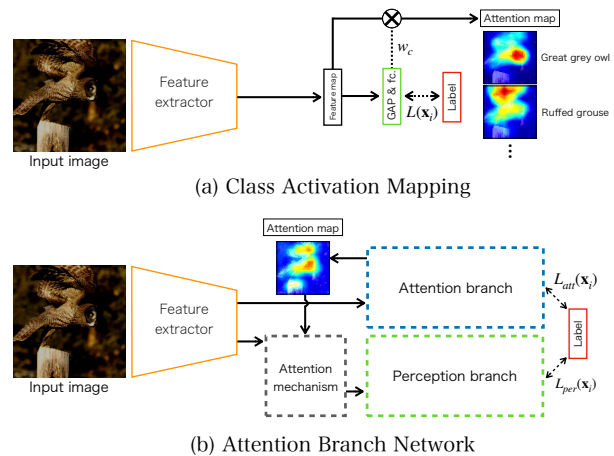 Attention map
Feature extractor
Feature map
w_c
GAP & fc.
L(x_i)
Label
Great grey owl
Ruffed grouse
⋮
Input image
(a) Class Activation Mapping
Attention map
Feature extractor
Attention branch
L_att(x_i)
Label
Attention mechanism
Perception branch
L_per(x_i)
Input image
(b) Attention Branch Network